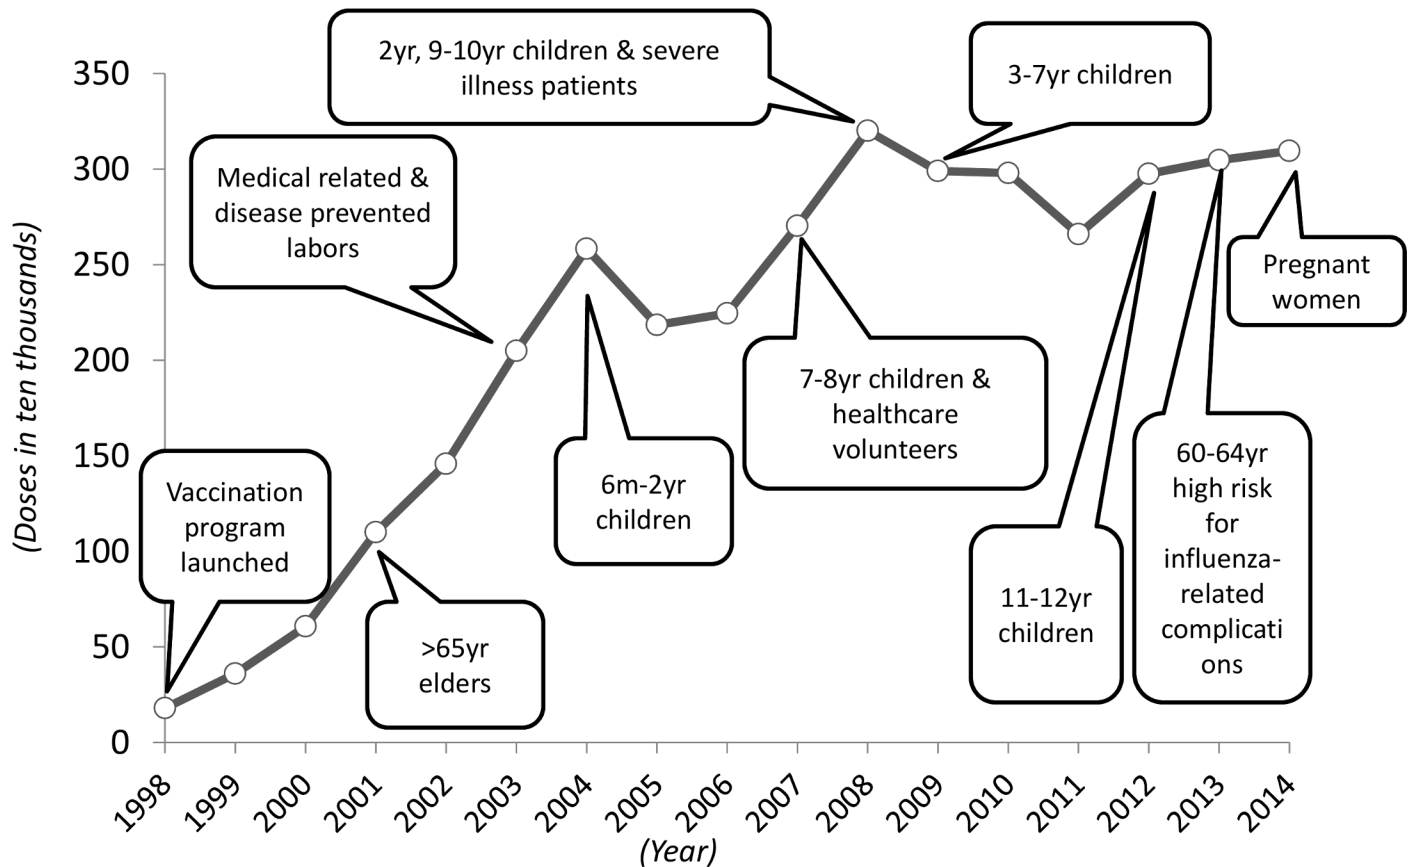 2yr, 9-10yr children & severe
illness patients
3-7yr children
Medical related &
disease prevented
labors
Pregnant
women
7-8yr children &
healthcare
volunteers
6m-2yr
children
Vaccination
program
launched
>65yr
elders
11-12yr
children
60-64yr
high risk
for
influenza-
related
complicati
ons
(Doses in ten thousands)
350
300
250
200
150
100
50
0
1998
1999
2000
2001
2002
2003
2004
2005
2006
2007
2008
2009
2010
2011
2012
2013
2014
(Year)